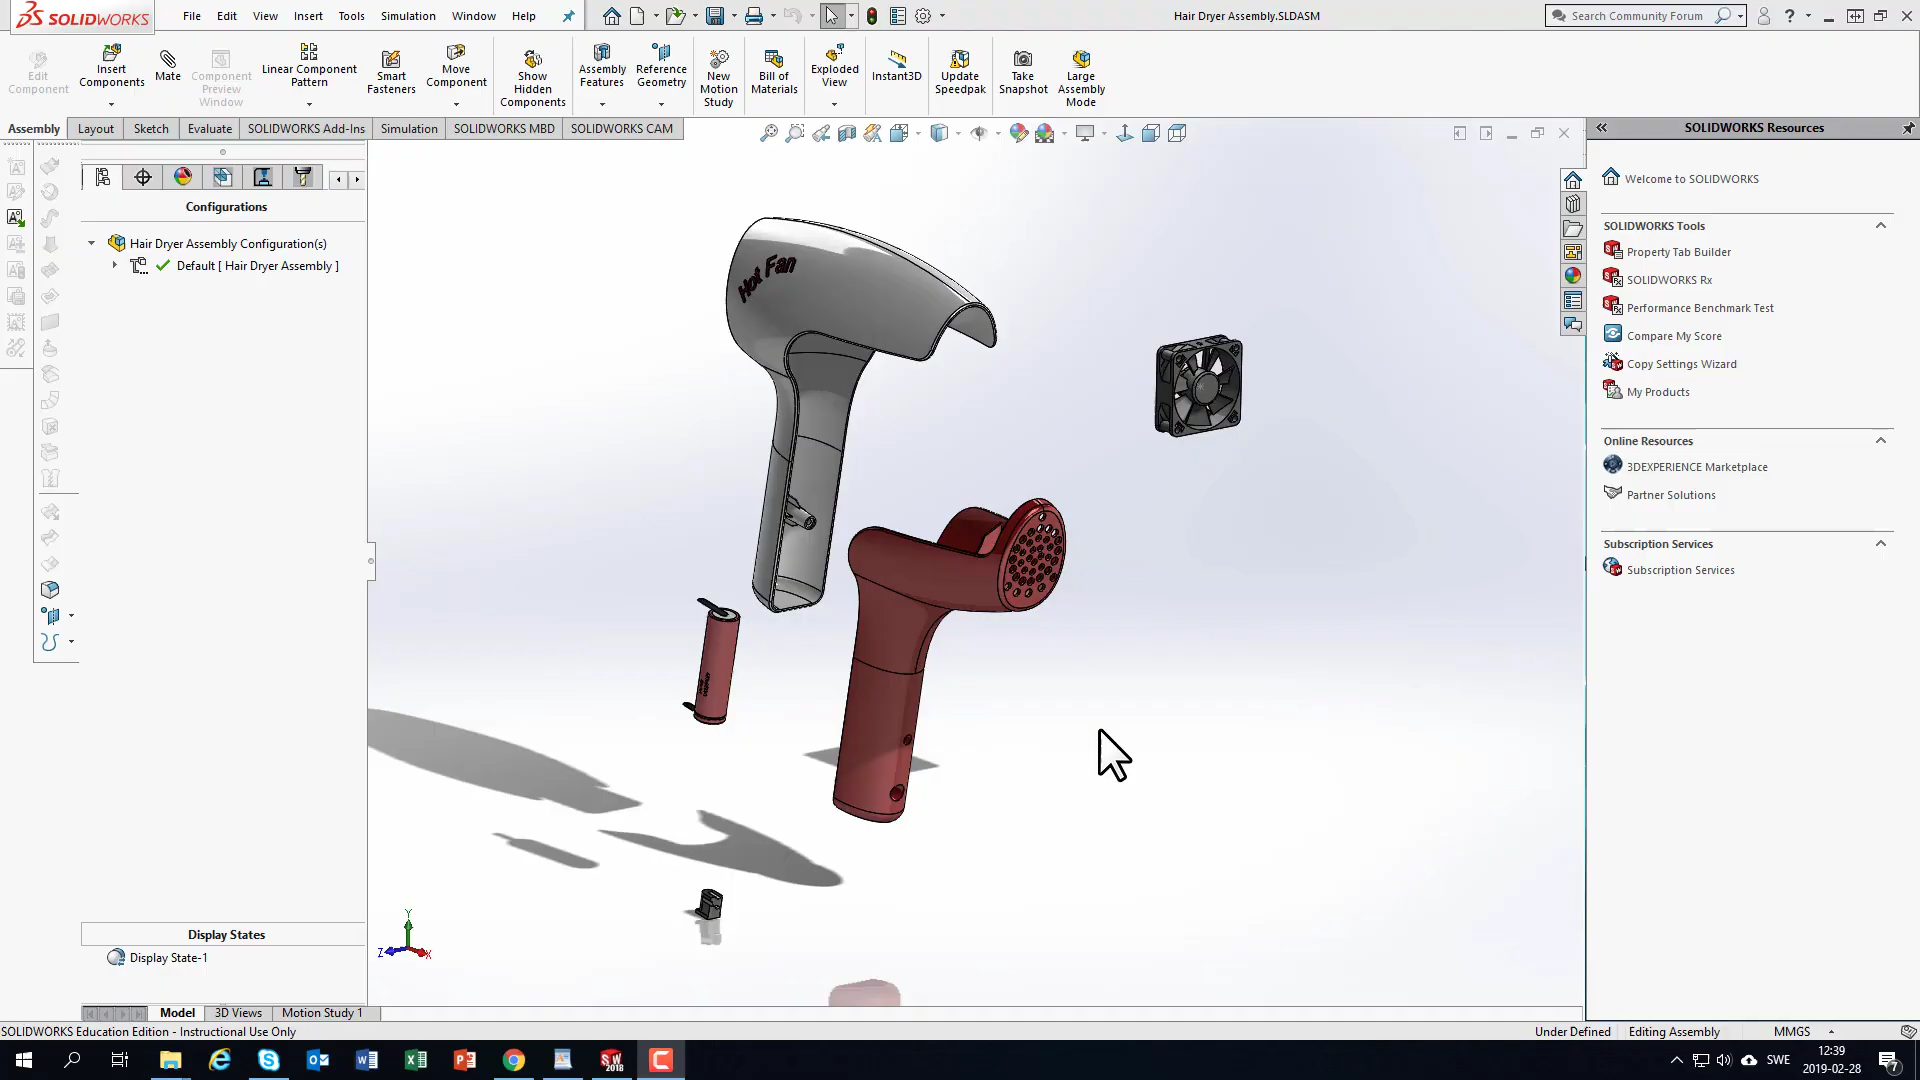 SOLIDWORKS
File Edit View Insert Tools Simulation Window Help
Hair Dryer Assembly.SLDASM
Search Community Forum
Edit Component
Insert Components
Mate
Component Preview Window
Linear Component Pattern
Smart Fasteners
Move Component
Show Hidden Components
Assembly Features
Reference Geometry
New Motion Study
Bill of Materials
Exploded View
Instant3D
Update Speedpak
Take Snapshot
Large Assembly Mode
Assembly Layout Sketch Evaluate SOLIDWORKS Add-Ins Simulation SOLIDWORKS MBD SOLIDWORKS CAM
Configurations
Hair Dryer Assembly Configuration(s)
Default [ Hair Dryer Assembly ]
Hot Fan
Display States
Display State-1
Y
Z
X
SOLIDWORKS Resources
Welcome to SOLIDWORKS
SOLIDWORKS Tools
Property Tab Builder
SOLIDWORKS Rx
Performance Benchmark Test
Compare My Score
Copy Settings Wizard
My Products
Online Resources
3DEXPERIENCE Marketplace
Partner Solutions
Subscription Services
Subscription Services
Model 3D Views Motion Study 1
SOLIDWORKS Education Edition - Instructional Use Only
Under Defined Editing Assembly MMGS
SWE
12:39
2019-02-28
7